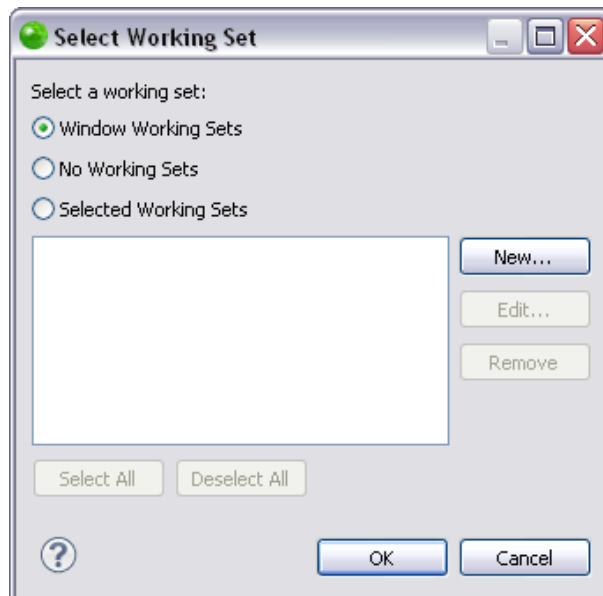 Select Working Set
Select a working set:
Window Working Sets
No Working Sets
Selected Working Sets
New...
Edit...
Remove
Select All Deselect All
? OK Cancel